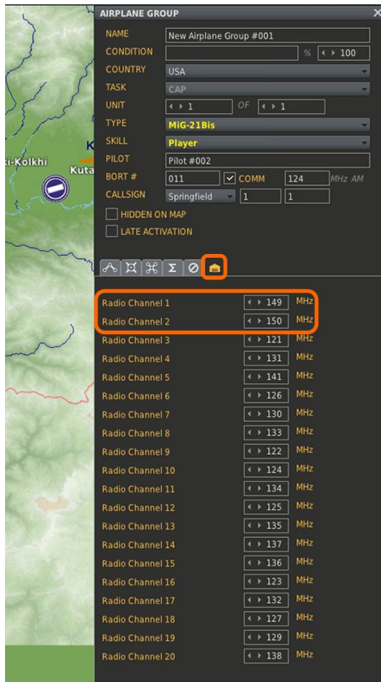 AIRPLANE GROUP X
NAME New Airplane Group #001
CONDITION % 100
COUNTRY USA
TASK CAP
UNIT 1 OF 1
TYPE MiG-21Bis
SKILL Player
PILOT Pilot #002
BORT # 011 COMM 124 MHz AM
CALLSIGN Springfield 1 1
HIDDEN ON MAP
LATE ACTIVATION
K
ki-Kolkhi
Kuta
Σ
Radio Channel 1 149 MHz
Radio Channel 2 150 MHz
Radio Channel 3 121 MHz
Radio Channel 4 131 MHz
Radio Channel 5 141 MHz
Radio Channel 6 126 MHz
Radio Channel 7 130 MHz
Radio Channel 8 133 MHz
Radio Channel 9 122 MHz
Radio Channel 10 124 MHz
Radio Channel 11 134 MHz
Radio Channel 12 125 MHz
Radio Channel 13 135 MHz
Radio Channel 14 137 MHz
Radio Channel 15 136 MHz
Radio Channel 16 123 MHz
Radio Channel 17 132 MHz
Radio Channel 18 127 MHz
Radio Channel 19 129 MHz
Radio Channel 20 138 MHz